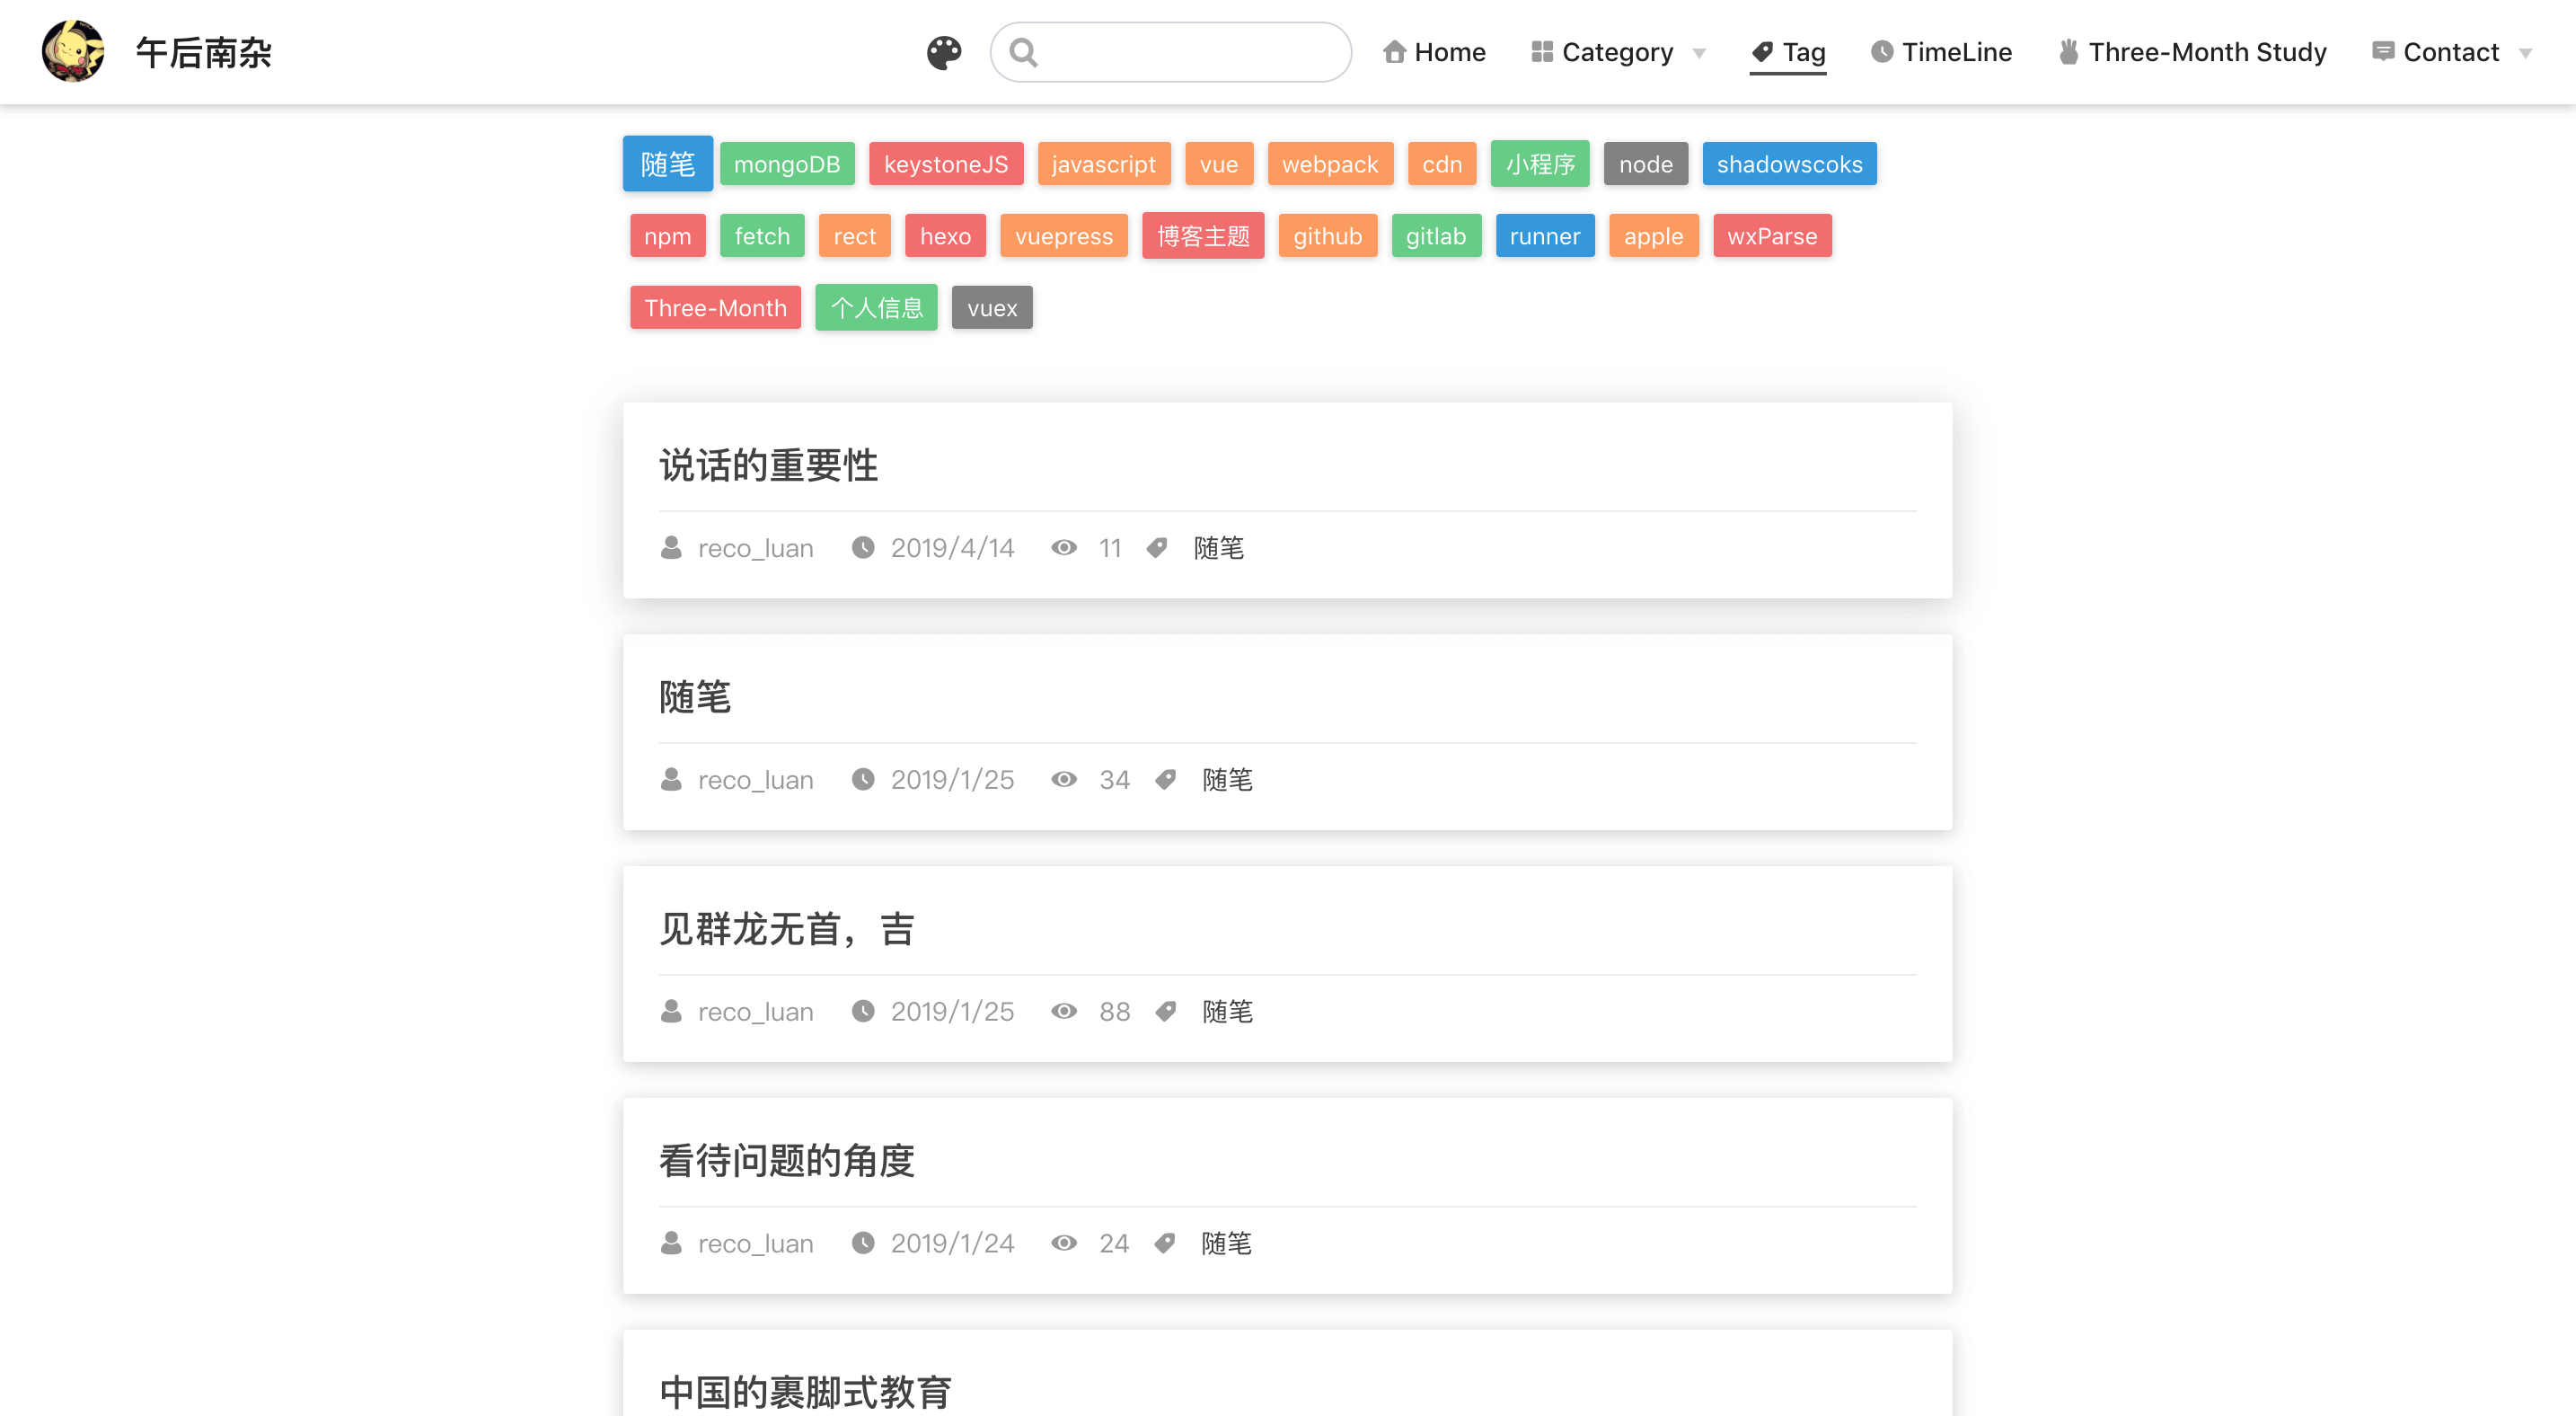 午后南杂 Home Category Tag TimeLine Three-Month Study Contact
随笔 mongoDB keystoneJS javascript vue webpack cdn 小程序 node shadowscoks
npm fetch rect hexo vuepress 博客主题 github gitlab runner apple wxParse
Three-Month 个人信息 vuex
说话的重要性
reco_luan 2019/4/14 11 随笔
随笔
reco_luan 2019/1/25 34 随笔
见群龙无首，吉
reco_luan 2019/1/25 88 随笔
看待问题的角度
reco_luan 2019/1/24 24 随笔
中国的裹脚式教育